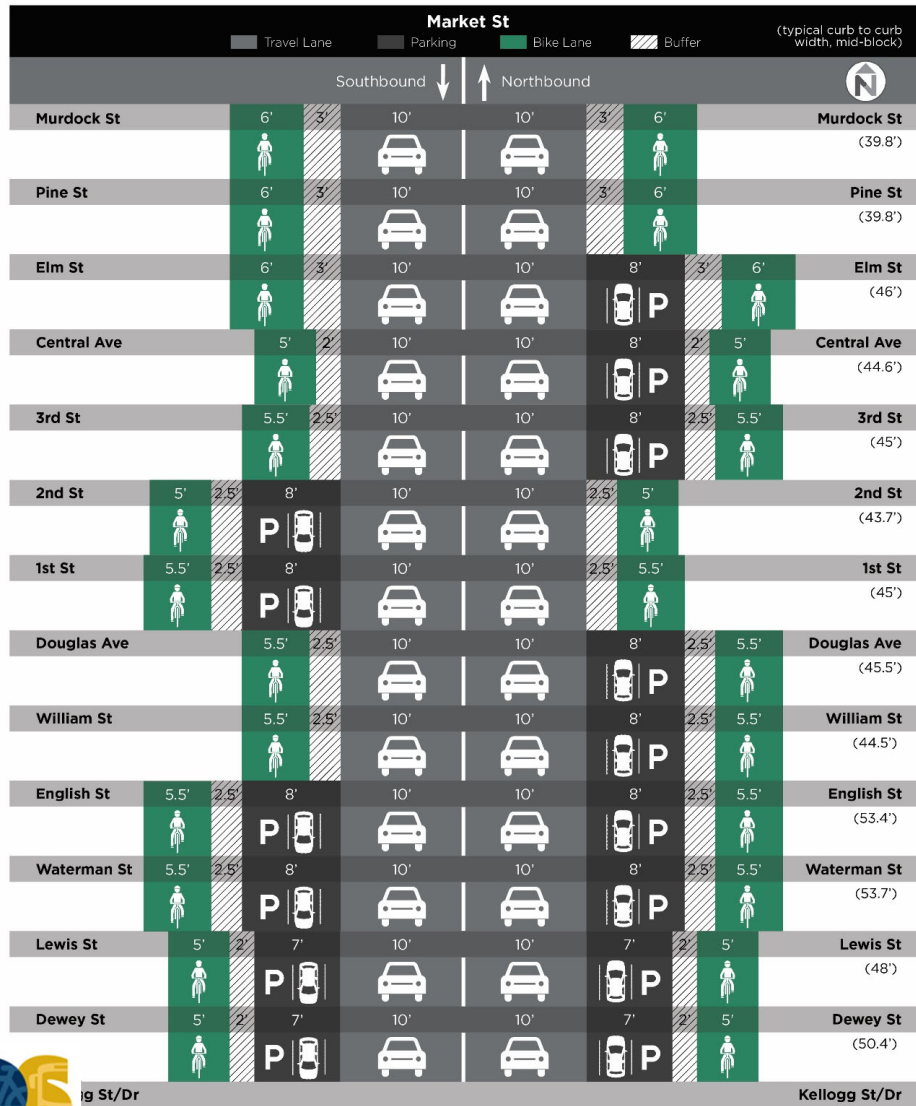 Market St
Travel Lane Parking Bike Lane Buffer
(typical curb to curb
width, mid-block)
Southbound Northbound N
Murdock St 6' 3' 10' 10' 3' 6' Murdock St
(39.8')
Pine St 6' 3' 10' 10' 3' 6' Pine St
(39.8')
Elm St 6' 3' 10' 10' 8' 3' 6' Elm St
P (46')
Central Ave 5' 2' 10' 10' 8' 2' 5' Central Ave
P (44.6')
3rd St 5.5' 2.5' 10' 10' 8' 2.5' 5.5' 3rd St
P (45')
2nd St 5' 2.5' 8' 10' 10' 2.5' 5' 2nd St
P (43.7')
1st St 5.5' 2.5' 8' 10' 10' 2.5' 5.5' 1st St
P (45')
Douglas Ave 5.5' 2.5' 10' 10' 8' 2.5' 5.5' Douglas Ave
P (45.5')
William St 5.5' 2.5' 10' 10' 8' 2.5' 5.5' William St
P (44.5')
English St 5.5' 2.5' 8' 10' 10' 8' 2.5' 5.5' English St
P P (53.4')
Waterman St 5.5' 2.5' 8' 10' 10' 8' 2.5' 5.5' Waterman St
P P (53.7')
Lewis St 5' 2' 7' 10' 10' 7' 2' 5' Lewis St
P P (48')
Dewey St 5' 2' 7' 10' 10' 7' 2' 5' Dewey St
P P (50.4')
gg St/Dr Kellogg St/Dr